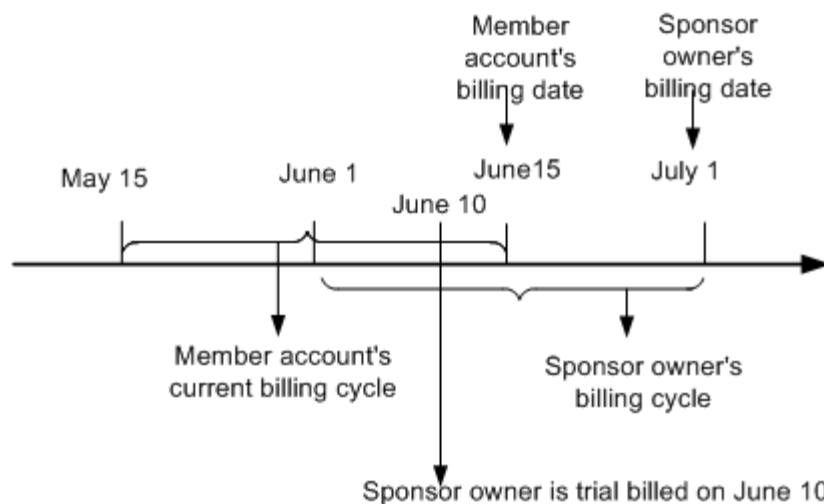 Member
account's
billing date
Sponsor
owner's
billing date
May 15
June 1
June15
July 1
June 10
Member account's
current billing cycle
Sponsor owner's
billing cycle
Sponsor owner is trial billed on June 10